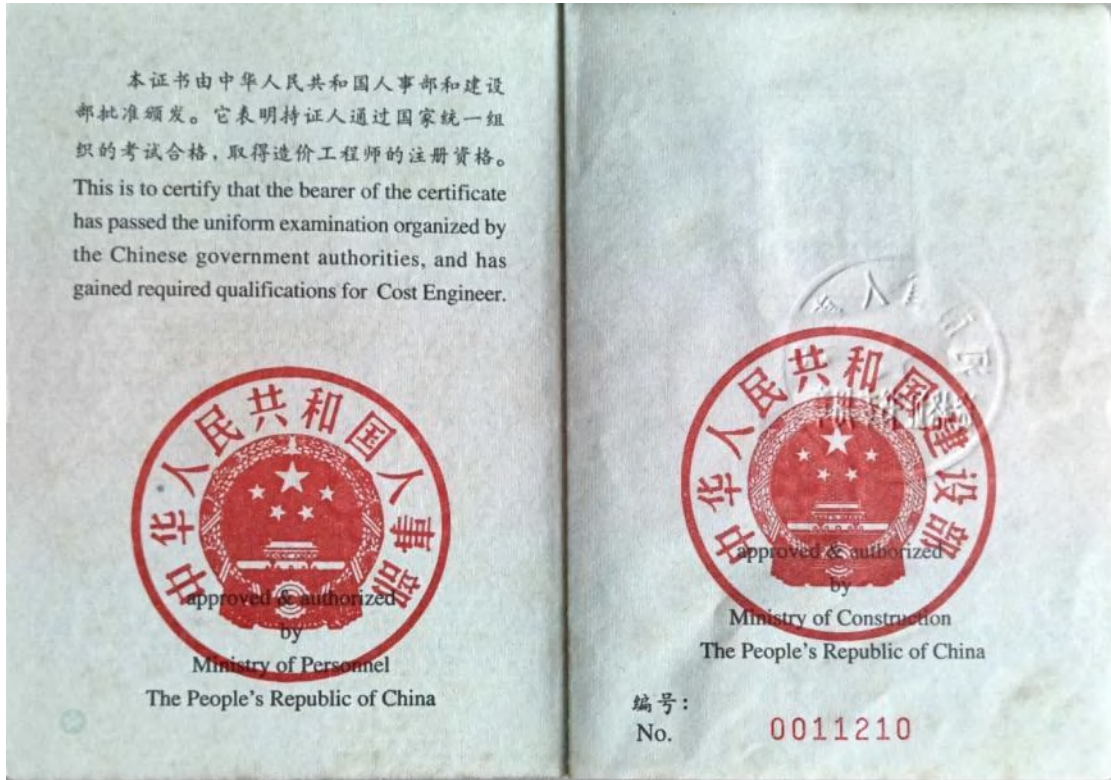 本证书由中华人民共和国人事部和建设
部批准颁发。它表明持证人通过国家统一组
织的考试合格，取得造价工程师的注册资格。
This is to certify that the bearer of the certificate
has passed the uniform examination organized by
the Chinese government authorities, and has
gained required qualifications for Cost Engineer.
中华人民共和国人事部
approved & authorized
by
Ministry of Personnel
The People's Republic of China
中华人民共和国建设部
approved & authorized
by
Ministry of Construction
The People's Republic of China
编号：
No. 0011210